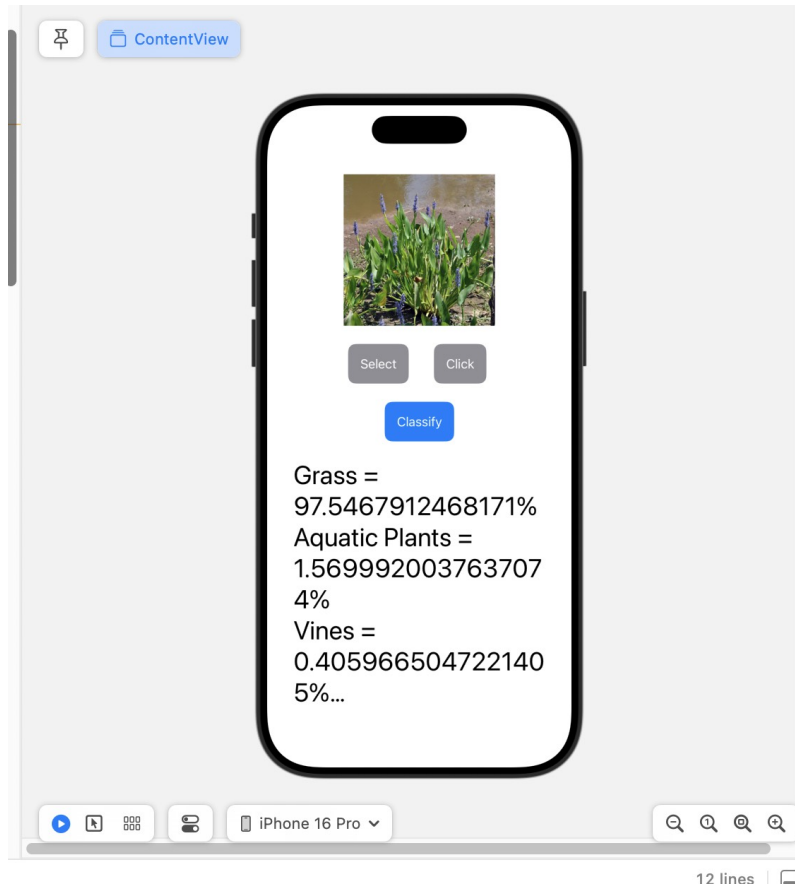 ContentView
Select
Click
Classify
Grass =
97.5467912468171%
Aquatic Plants =
1.569992003763707
4%
Vines =
0.405966504722140
5%…
iPhone 16 Pro
12 lines